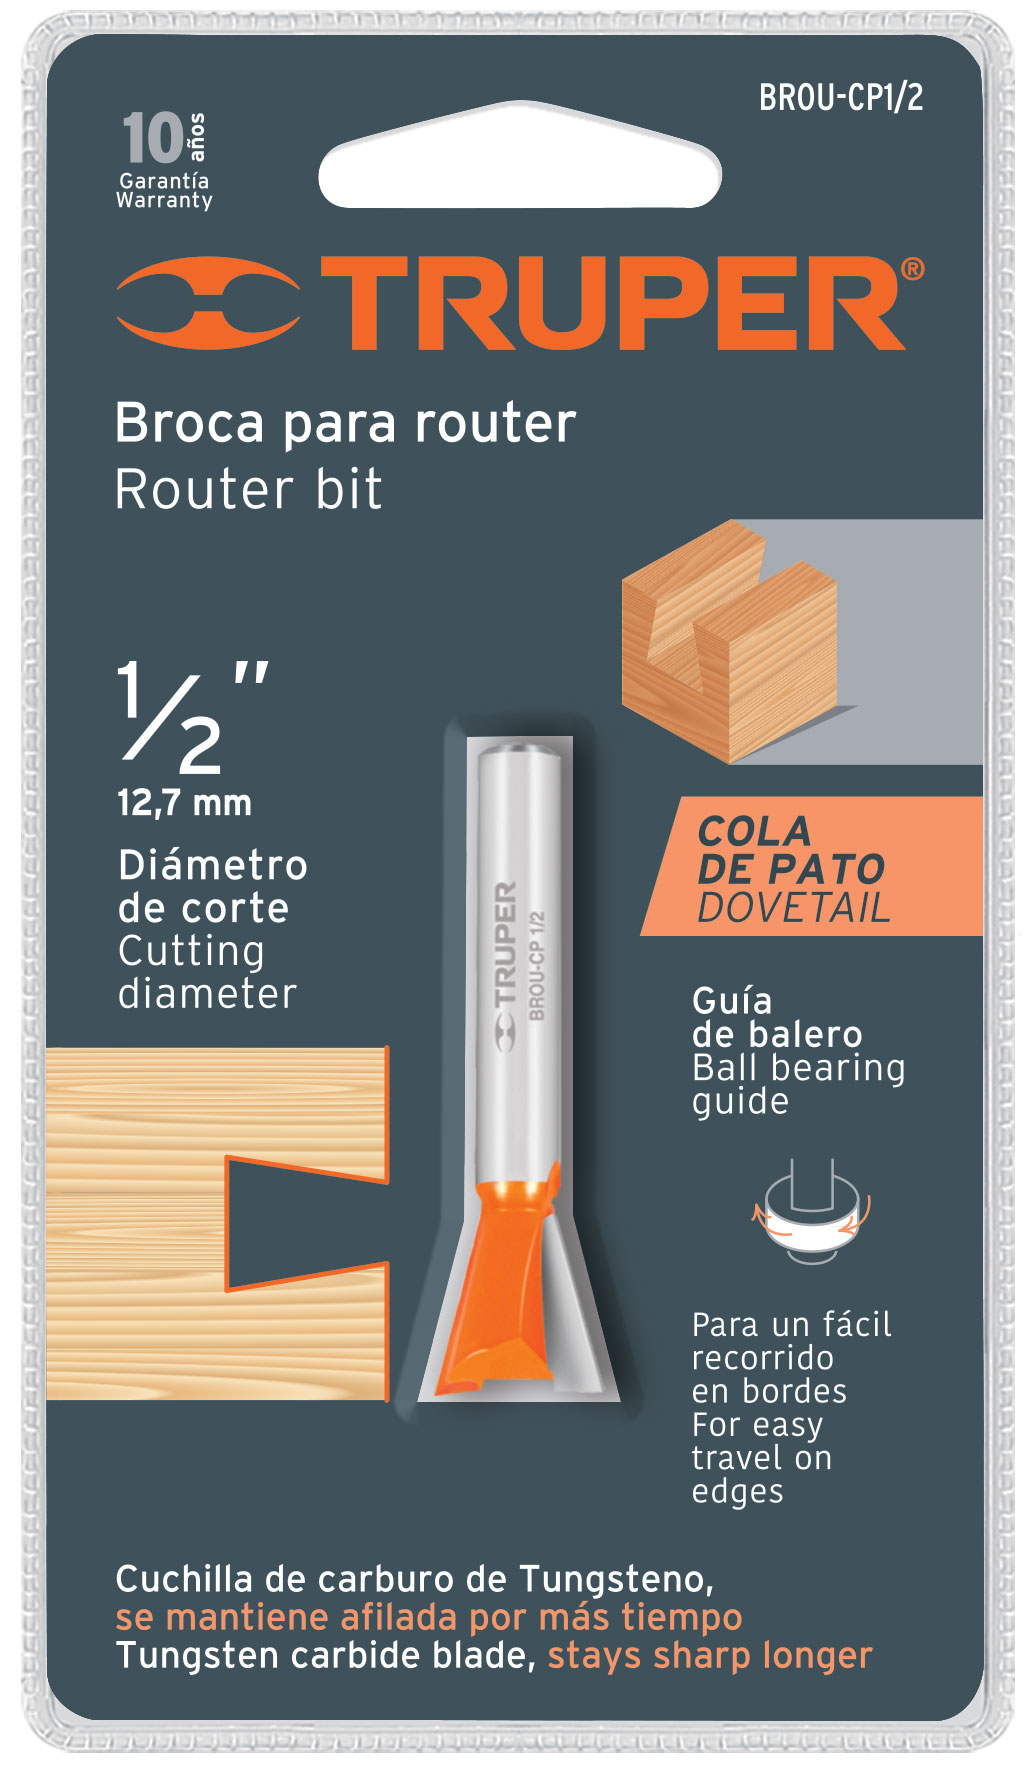 BROU-CP1/2
10 años
Garantía
Warranty
TRUPER®
Broca para router
Router bit
1/2"
12,7 mm
Diámetro
de corte
Cutting
diameter
COLA
DE PATO
DOVETAIL
TRUPER
BROU-CP 1/2
Guía
de balero
Ball bearing
guide
Para un fácil
recorrido
en bordes
For easy
travel on
edges
Cuchilla de carburo de Tungsteno,
se mantiene afilada por más tiempo
Tungsten carbide blade, stays sharp longer